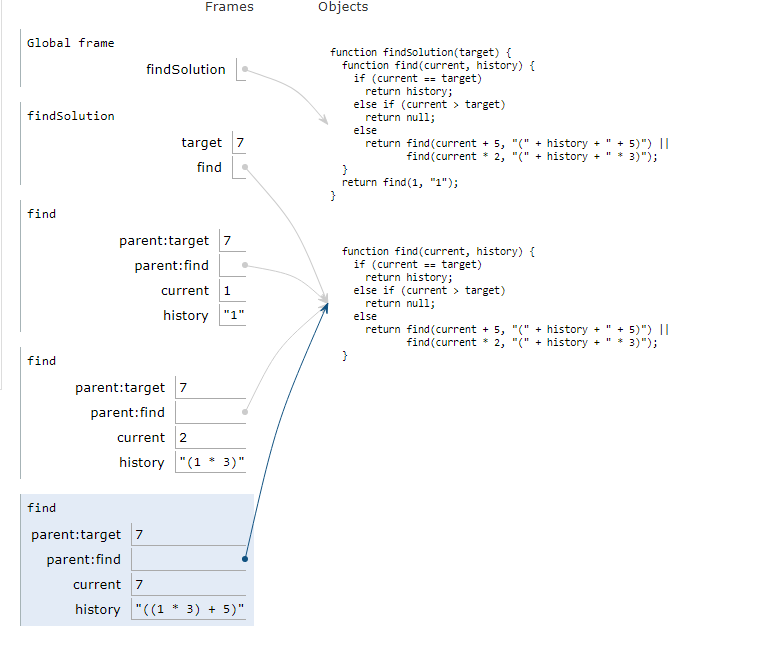 Frames Objects
Global frame
findSolution
findSolution
target 7
find
find
parent:target 7
parent:find
current 1
history "1"
find
parent:target 7
parent:find
current 2
history "(1 * 3)"
find
parent:target 7
parent:find
current 7
history "((1 * 3) + 5)"
function findSolution(target) {
function find(current, history) {
if (current == target)
return history;
else if (current > target)
return null;
else
return find(current + 5, "(" + history + " + 5)") ||
find(current * 2, "(" + history + " * 3)");
}
return find(1, "1");
}
function find(current, history) {
if (current == target)
return history;
else if (current > target)
return null;
else
return find(current + 5, "(" + history + " + 5)") ||
find(current * 2, "(" + history + " * 3)");
}